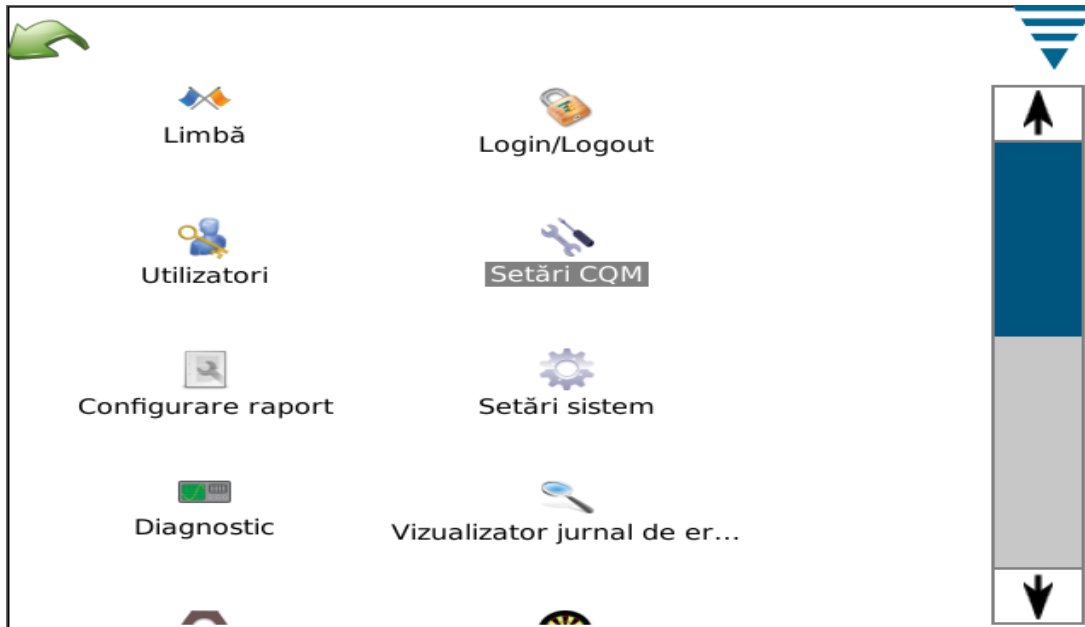 Limbă
Login/Logout
Utilizatori
Setări CQM
Configurare raport
Setări sistem
Diagnostic
Vizualizator jurnal de er...